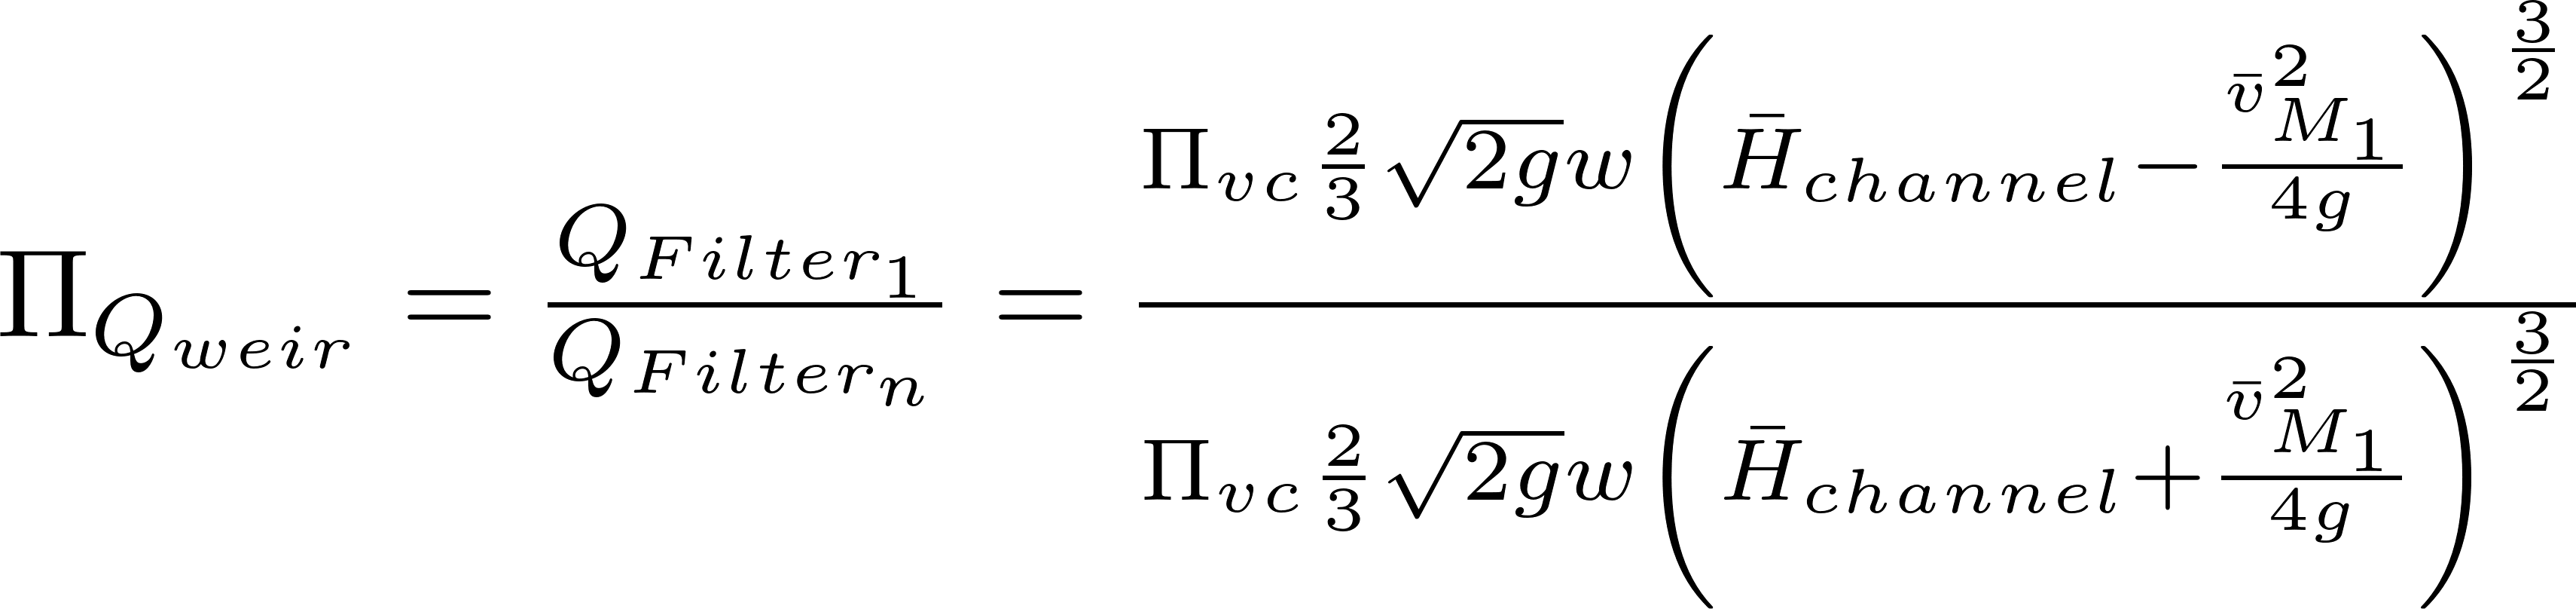 \Pi_{Q_{weir}} = \frac{Q_{Filter_1}}{Q_{Filter_n}} = \frac{\Pi_{vc} \frac{2}{3} \sqrt{2g} w \left( \bar{H}_{channel} - \frac{\bar{v}^2_{M_1}}{4g} \right)^{\frac{3}{2}}}{\Pi_{vc} \frac{2}{3} \sqrt{2g} w \left( \bar{H}_{channel} + \frac{\bar{v}^2_{M_1}}{4g} \right)^{\frac{3}{2}}}